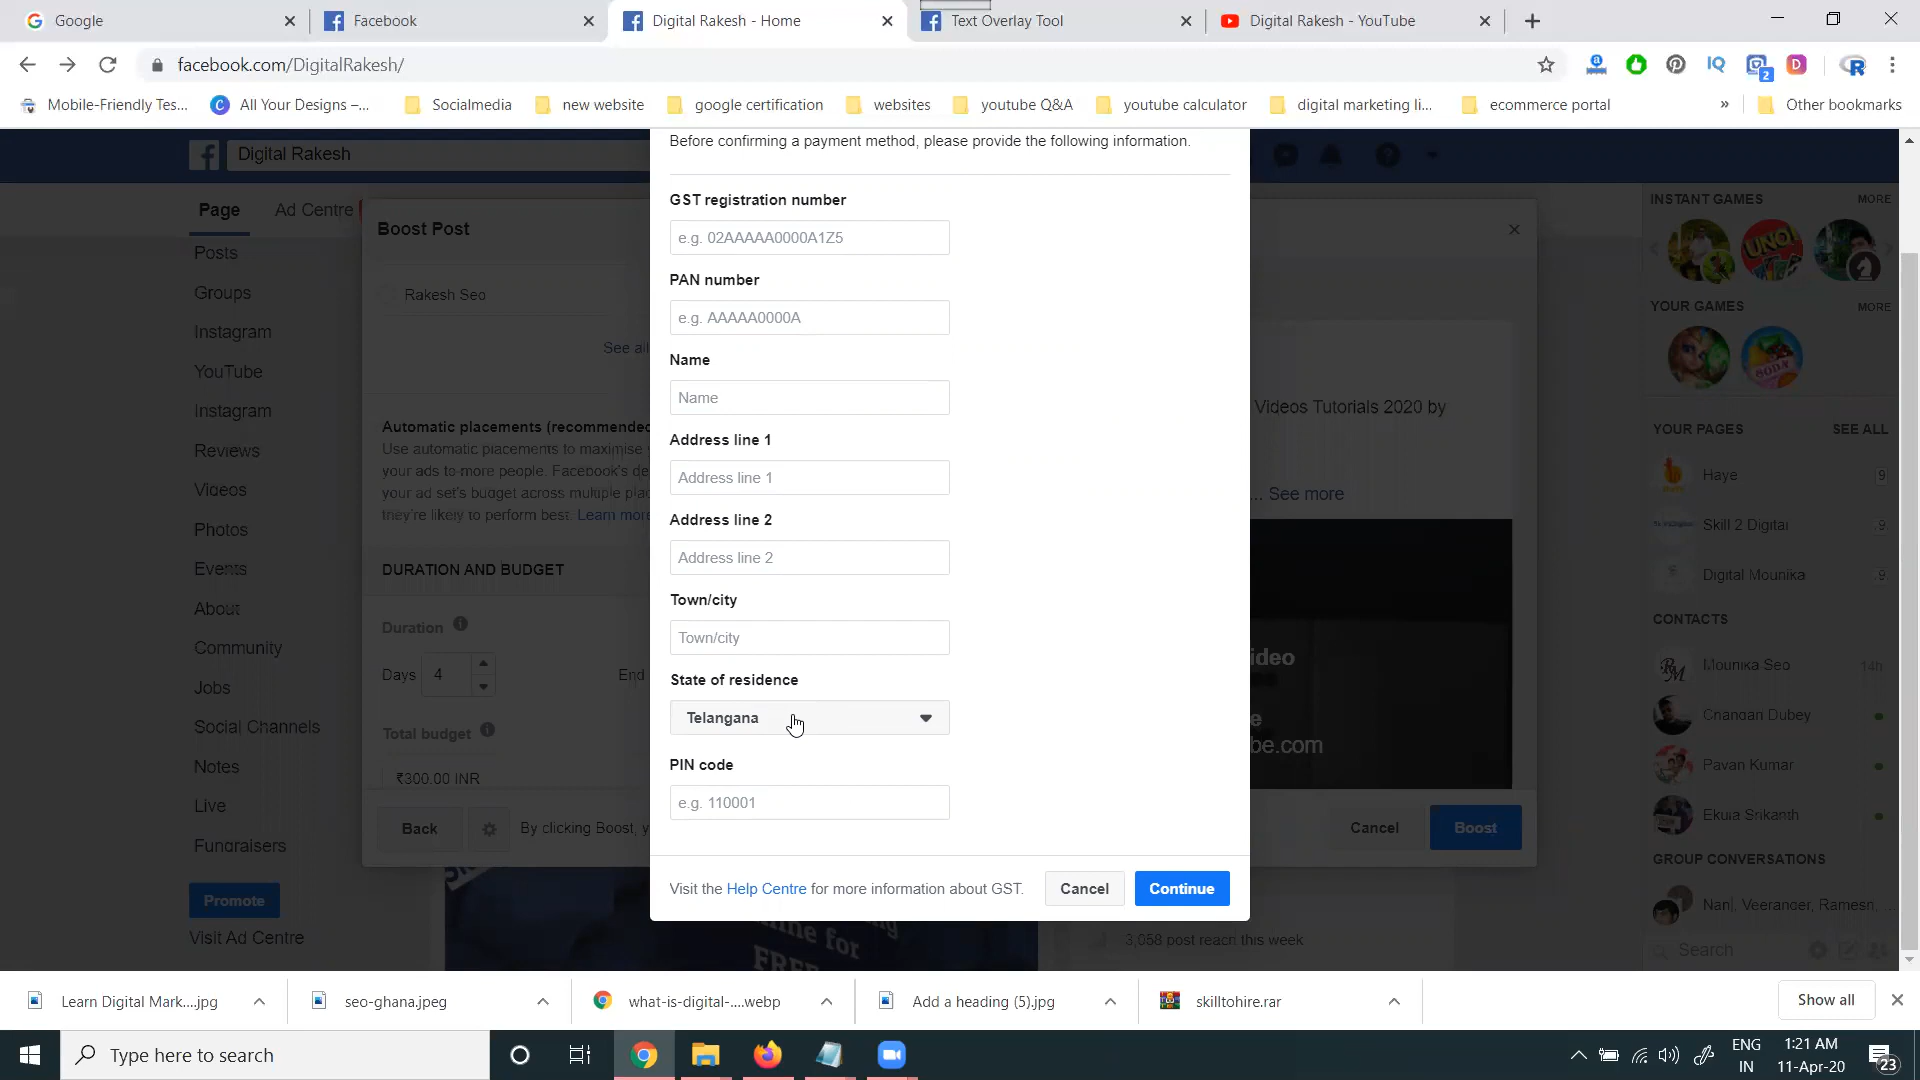 Google
Facebook
Digital Rakesh - Home
Text Overlay Tool
Digital Rakesh - YouTube
facebook.com/DigitalRakesh/
Mobile-Friendly Tes...
All Your Designs –...
Socialmedia
new website
google certification
websites
youtube Q&A
youtube calculator
digital marketing li...
ecommerce portal
»
Other bookmarks
Digital Rakesh
Page
Ad Centre
Posts
Groups
Instagram
YouTube
Instagram
Reviews
Videos
Photos
Events
About
Community
Jobs
Social Channels
Notes
Live
Fundraisers
Promote
Visit Ad Centre
Boost Post
Rakesh Seo
See all
Automatic placements (recommended
Use automatic placements to maximise
your ads to more people. Facebook's de
your ad set's budget across multiple pla
they're likely to perform best. Learn more
DURATION AND BUDGET
Duration
Days 4
End
Total budget
₹300.00 INR
Back
By clicking Boost, y
Before confirming a payment method, please provide the following information.
GST registration number
e.g. 02AAAAA0000A1Z5
PAN number
e.g. AAAAA0000A
Name
Name
Address line 1
Address line 1
Address line 2
Address line 2
Town/city
Town/city
State of residence
Telangana
PIN code
e.g. 110001
Visit the Help Centre for more information about GST.
Cancel
Continue
Videos Tutorials 2020 by
... See more
ideo
be.com
Cancel
Boost
3,058 post reach this week
INSTANT GAMES
MORE
YOUR GAMES
MORE
YOUR PAGES
SEE ALL
Haye
9
Skill 2 Digital
9
Digital Mounika
9
CONTACTS
Mounika Seo
14h
Chandan Dubey
Pavan Kumar
Ekula Srikanth
GROUP CONVERSATIONS
Nani, Veerander, Ramesh, ...
Search
Learn Digital Mark....jpg
seo-ghana.jpeg
what-is-digital-....webp
Add a heading (5).jpg
skilltohire.rar
Show all
Type here to search
ENG
IN
1:21 AM
11-Apr-20
23